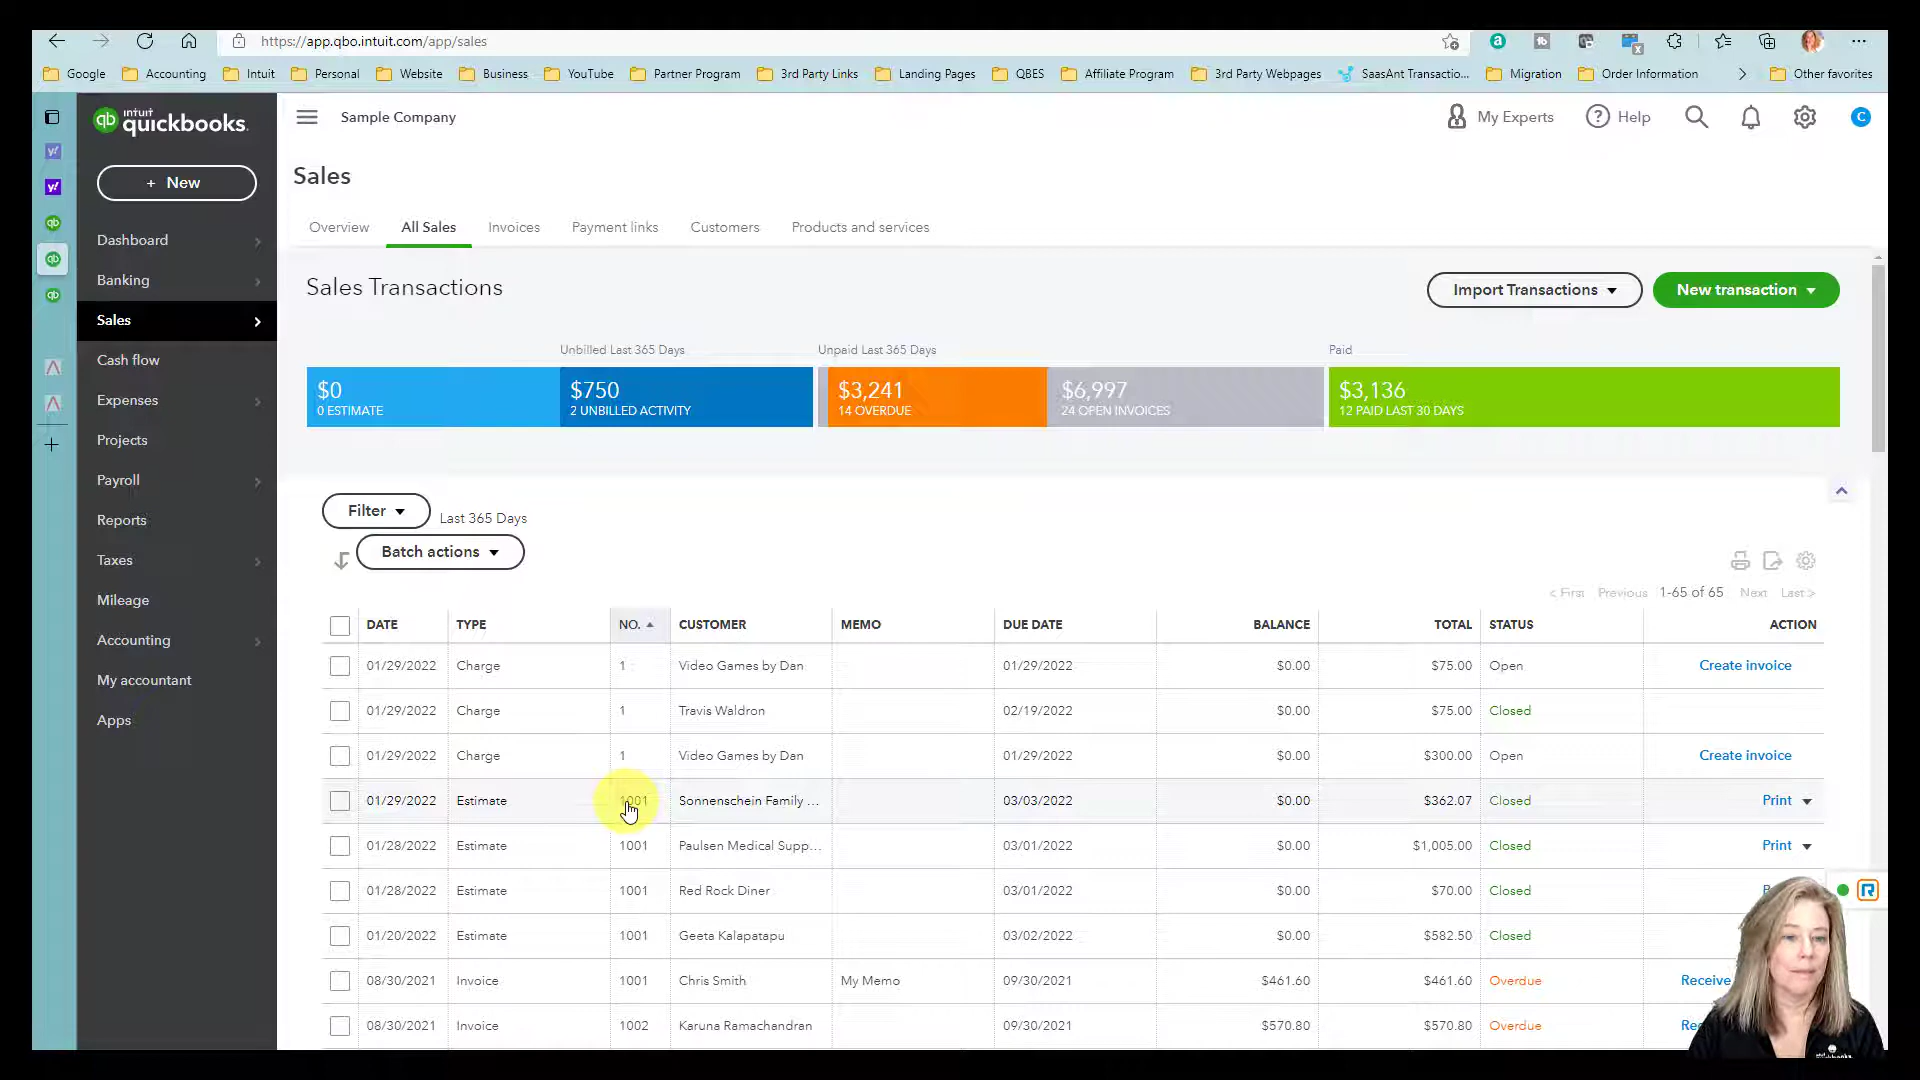 https://app.qbo.intuit.com/app/sales
Google Accounting Intuit Personal Website Business YouTube Partner Program 3rd Party Links Landing Pages QBES Affiliate Program 3rd Party Webpages SaasAnt Transactio... Migration Order Information Other favorites
intuit
quickbooks.
Sample Company
My Experts
Help
C
+ New
Dashboard
Banking
Sales
Cash flow
Expenses
Projects
Payroll
Reports
Taxes
Mileage
Accounting
My accountant
Apps
Sales
Overview All Sales Invoices Payment links Customers Products and services
Sales Transactions
Import Transactions
New transaction
Unbilled Last 365 Days Unpaid Last 365 Days Paid
$0 $750 $3,241 $6,997 $3,136
0 ESTIMATE 2 UNBILLED ACTIVITY 14 OVERDUE 24 OPEN INVOICES 12 PAID LAST 30 DAYS
Filter
Last 365 Days
Batch actions
< First Previous 1-65 of 65 Next Last >
DATE TYPE NO. CUSTOMER MEMO DUE DATE BALANCE TOTAL STATUS ACTION
01/29/2022 Charge 1 Video Games by Dan 01/29/2022 $0.00 $75.00 Open Create invoice
01/29/2022 Charge 1 Travis Waldron 02/19/2022 $0.00 $75.00 Closed
01/29/2022 Charge 1 Video Games by Dan 01/29/2022 $0.00 $300.00 Open Create invoice
01/29/2022 Estimate 1001 Sonnenschein Family ... 03/03/2022 $0.00 $362.07 Closed Print
01/28/2022 Estimate 1001 Paulsen Medical Supp... 03/01/2022 $0.00 $1,005.00 Closed Print
01/28/2022 Estimate 1001 Red Rock Diner 03/01/2022 $0.00 $70.00 Closed
01/20/2022 Estimate 1001 Geeta Kalapatapu 03/02/2022 $0.00 $582.50 Closed
08/30/2021 Invoice 1001 Chris Smith My Memo 09/30/2021 $461.60 $461.60 Overdue Receive
08/30/2021 Invoice 1002 Karuna Ramachandran 09/30/2021 $570.80 $570.80 Overdue